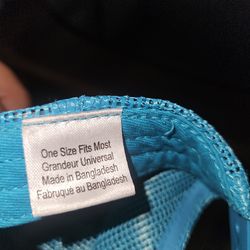 One Size Fits Most
Grandeur Universal
Made in Bangladesh
Fabriqué au Bangladesh